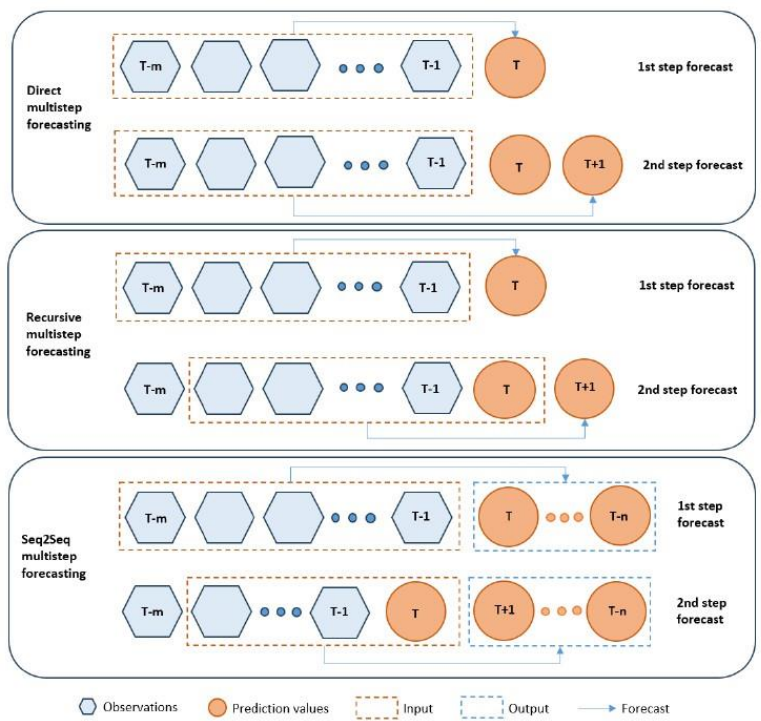 Direct
multistep
forecasting
T-m
T-1
T
1st step forecast
T-m
T-1
T
T+1
2nd step forecast
Recursive
multistep
forecasting
T-m
T-1
T
1st step forecast
T-m
T-1
T
T+1
2nd step forecast
Seq2Seq
multistep
forecasting
T-m
T-1
T
T-n
1st step
forecast
T-m
T-1
T
T+1
T-n
2nd step
forecast
Observations
Prediction values
Input
Output
Forecast